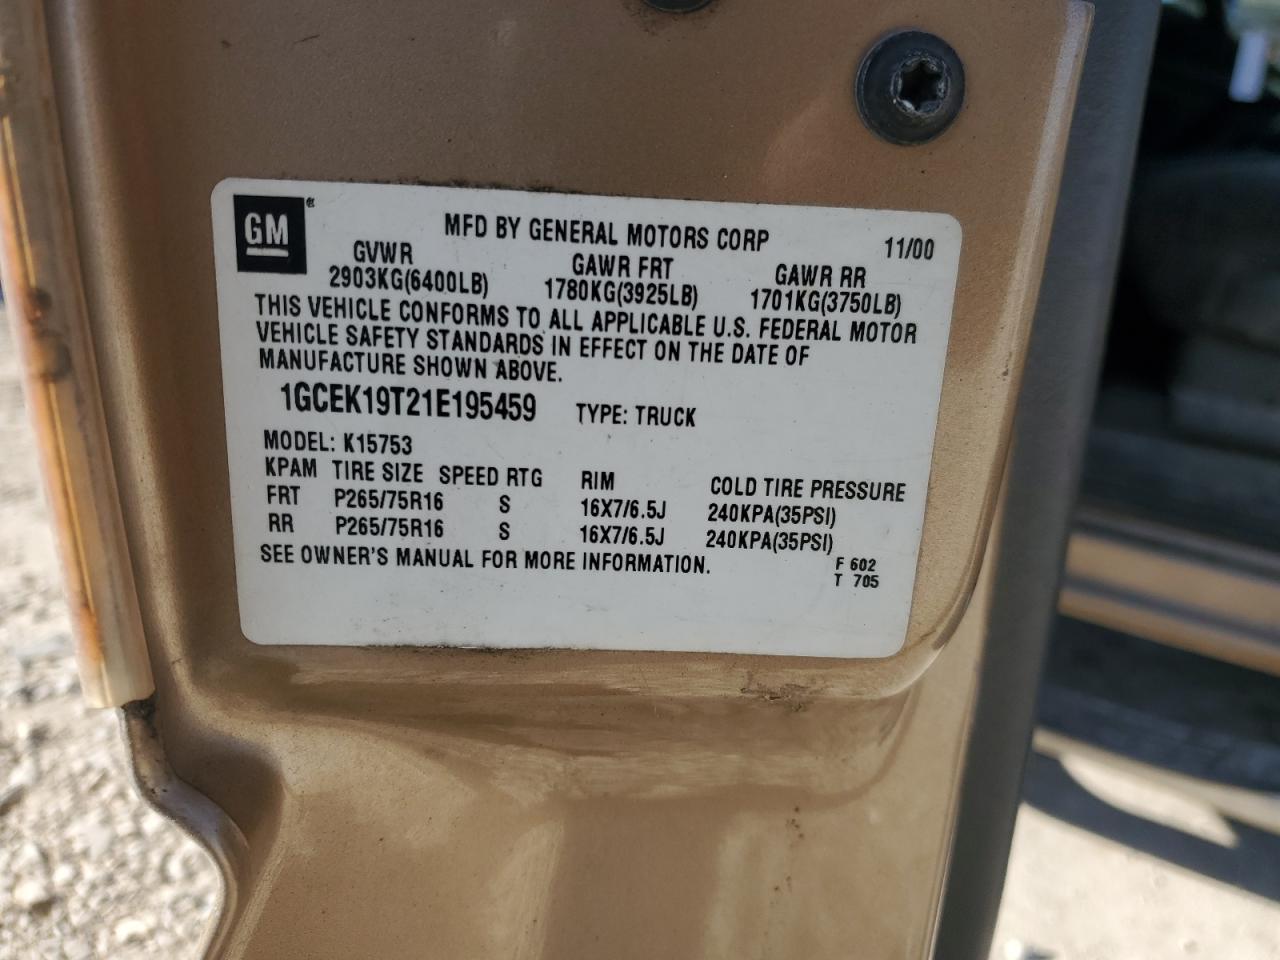 GM® MFD BY GENERAL MOTORS CORP 11/00
GVWR GAWR FRT GAWR RR
2903KG(6400LB) 1780KG(3925LB) 1701KG(3750LB)
THIS VEHICLE CONFORMS TO ALL APPLICABLE U.S. FEDERAL MOTOR
VEHICLE SAFETY STANDARDS IN EFFECT ON THE DATE OF
MANUFACTURE SHOWN ABOVE.
1GCEK19T21E195459 TYPE: TRUCK
MODEL: K15753
KPAM TIRE SIZE SPEED RTG RIM COLD TIRE PRESSURE
FRT P265/75R16 S 16X7/6.5J 240KPA(35PSI)
RR P265/75R16 S 16X7/6.5J 240KPA(35PSI)
SEE OWNER'S MANUAL FOR MORE INFORMATION. F 602
T 705